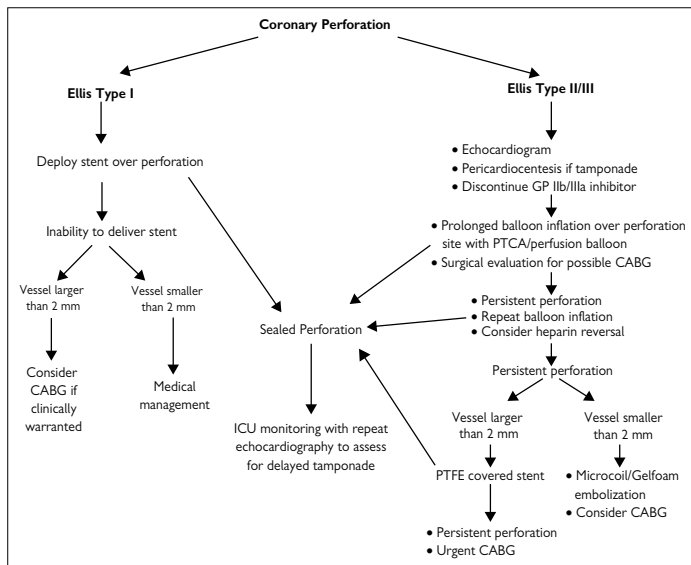 Coronary Perforation
Ellis Type I
Deploy stent over perforation
Inability to deliver stent
Vessel larger
than 2 mm
Vessel smaller
than 2 mm
Consider
CABG if
clinically
warranted
Medical
management
Sealed Perforation
ICU monitoring with repeat
echocardiography to assess
for delayed tamponade
Ellis Type II/III
• Echocardiogram
• Pericardiocentesis if tamponade
• Discontinue GP IIb/IIIa inhibitor
• Prolonged balloon inflation over perforation
site with PTCA/perfusion balloon
• Surgical evaluation for possible CABG
• Persistent perforation
• Repeat balloon inflation
• Consider heparin reversal
Persistent perforation
Vessel larger
than 2 mm
Vessel smaller
than 2 mm
PTFE covered stent
• Persistent perforation
• Urgent CABG
• Microcoil/Gelfoam
embolization
• Consider CABG